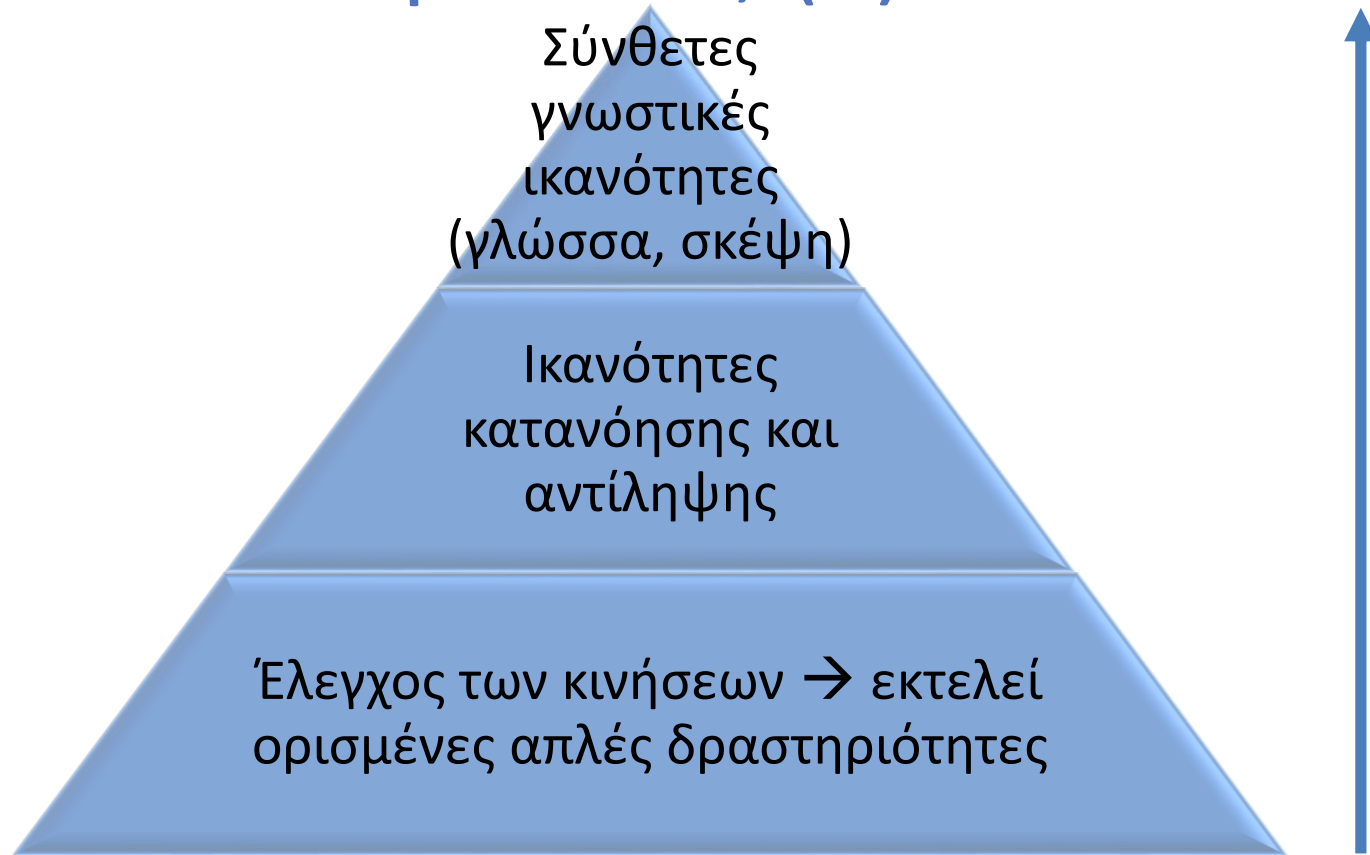 Σύνθετες
γνωστικές
ικανότητες
(γλώσσα, σκέψη)
Ικανότητες
κατανόησης και
αντίληψης
Έλεγχος των κινήσεων → εκτελεί
ορισμένες απλές δραστηριότητες